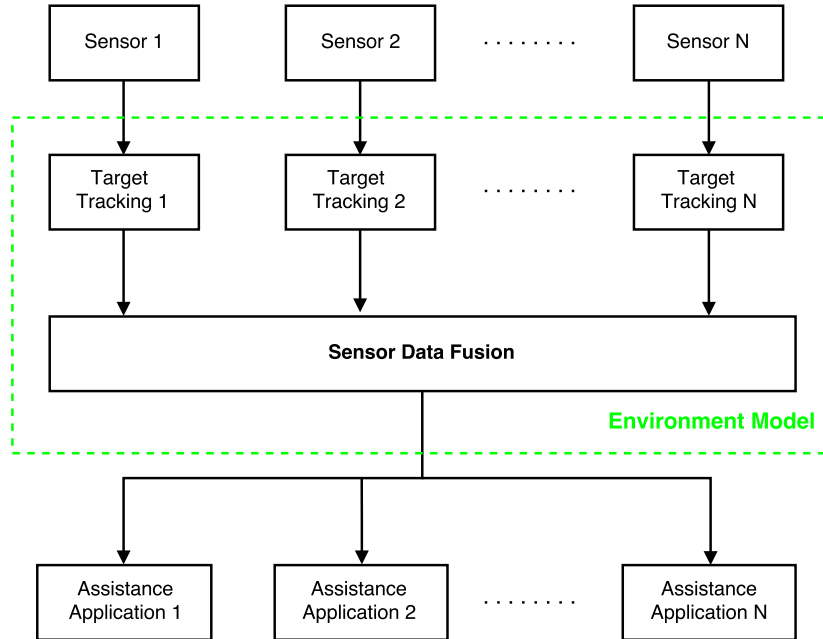 Sensor 1
Sensor 2
. . . . . . . .
Sensor N
Target
Tracking 1
Target
Tracking 2
. . . . . . . .
Target
Tracking N
Sensor Data Fusion
Environment Model
Assistance
Application 1
Assistance
Application 2
. . . . . . . .
Assistance
Application N